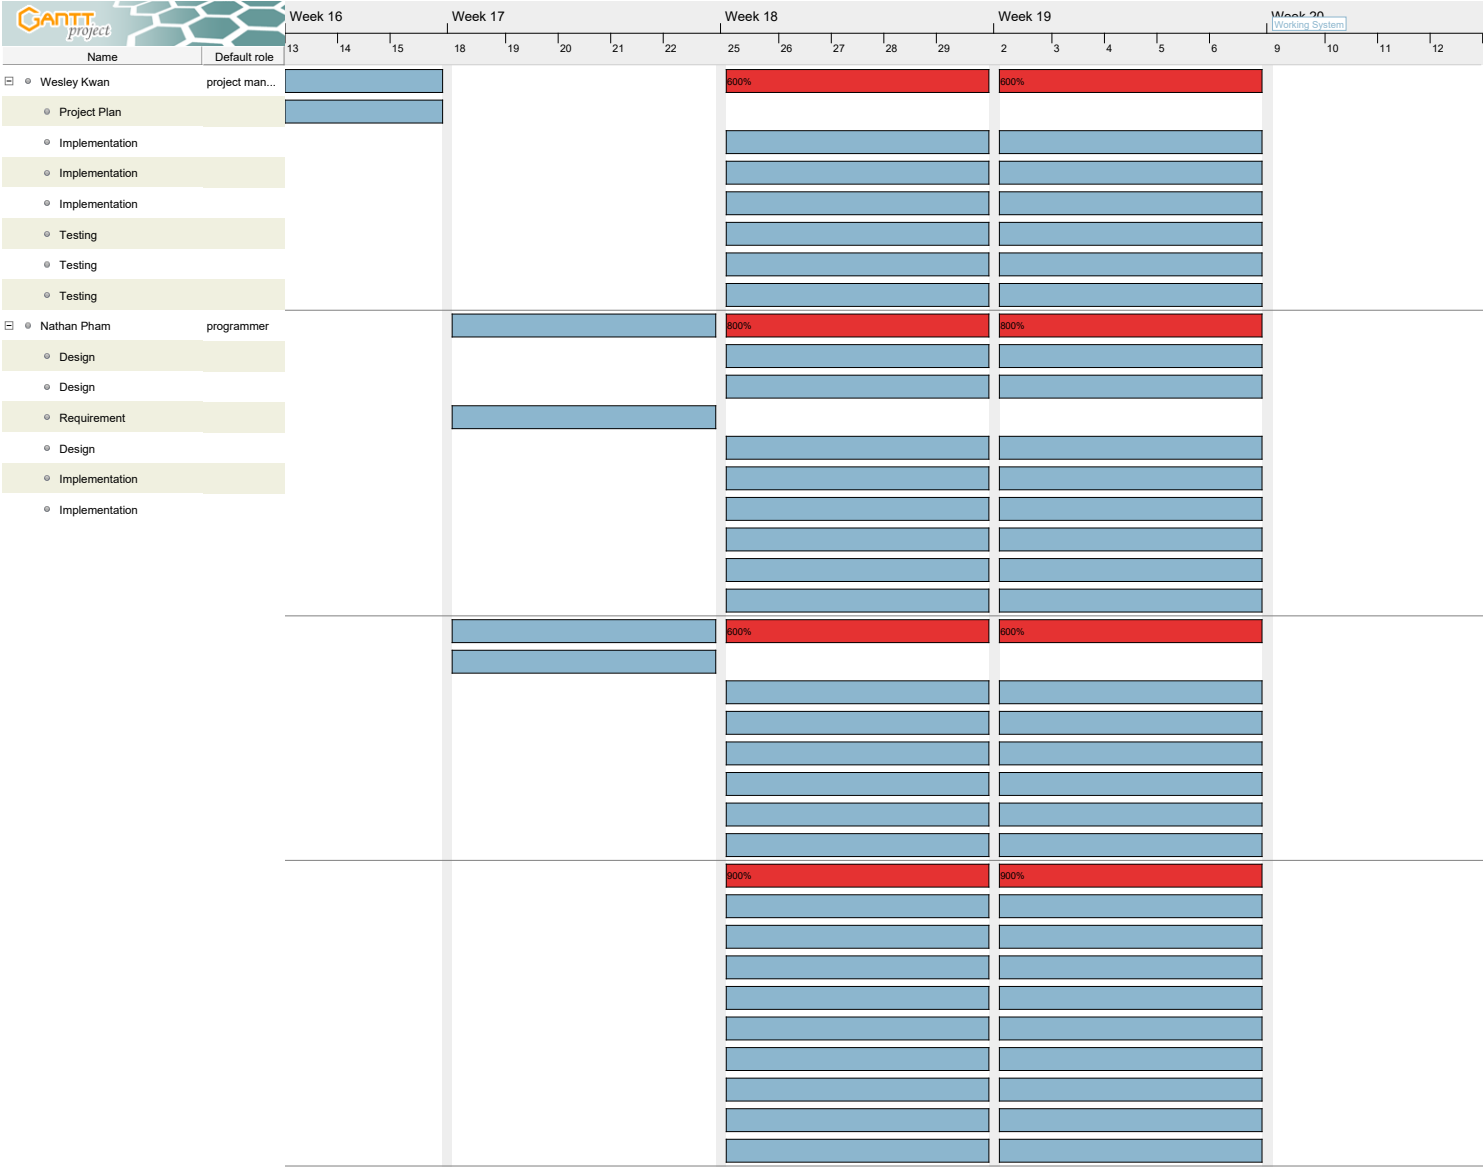 GANTT
project
Week 16
Week 17
Week 18
Week 19
Week 20
Working System
13 14 15 18 19 20 21 22 25 26 27 28 29 2 3 4 5 6 9 10 11 12
Name Default role
Wesley Kwan project man...
600% 600%
Project Plan
Implementation
Implementation
Implementation
Testing
Testing
Testing
Nathan Pham programmer
800% 800%
Design
Design
Requirement
Design
Implementation
Implementation
600% 600%
900% 900%